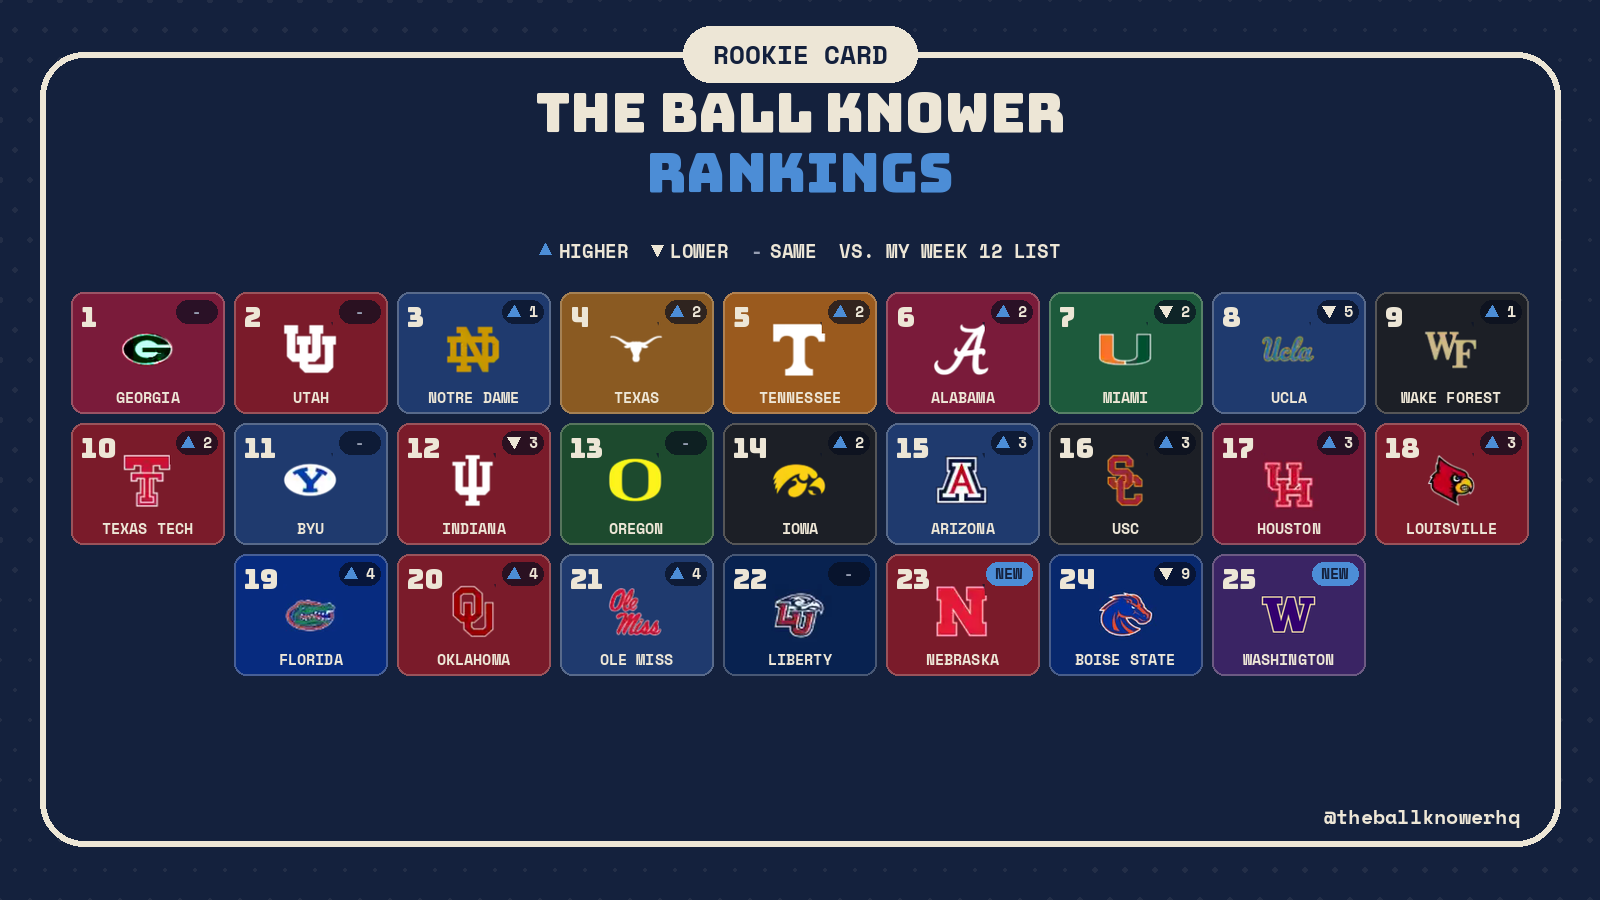 ROOKIE CARD
THE BALL KNOWER
RANKINGS
▲ HIGHER ▼ LOWER - SAME VS. MY WEEK 12 LIST
1 -
GEORGIA
2 -
UTAH
3 ▲ 1
NOTRE DAME
4 ▲ 2
TEXAS
5 ▲ 2
TENNESSEE
6 ▲ 2
ALABAMA
7 ▼ 2
MIAMI
8 ▼ 5
Ucla
UCLA
9 ▲ 1
WF
WAKE FOREST
10 ▲ 2
TEXAS TECH
11 -
BYU
12 ▼ 3
INDIANA
13 -
OREGON
14 ▲ 2
IOWA
15 ▲ 3
ARIZONA
16 ▲ 3
USC
17 ▲ 3
HOUSTON
18 ▲ 3
LOUISVILLE
19 ▲ 4
FLORIDA
20 ▲ 4
OKLAHOMA
21 ▲ 4
Ole
Miss
OLE MISS
22 -
LIBERTY
23 NEW
NEBRASKA
24 ▼ 9
BOISE STATE
25 NEW
WASHINGTON
@theballknowerhq